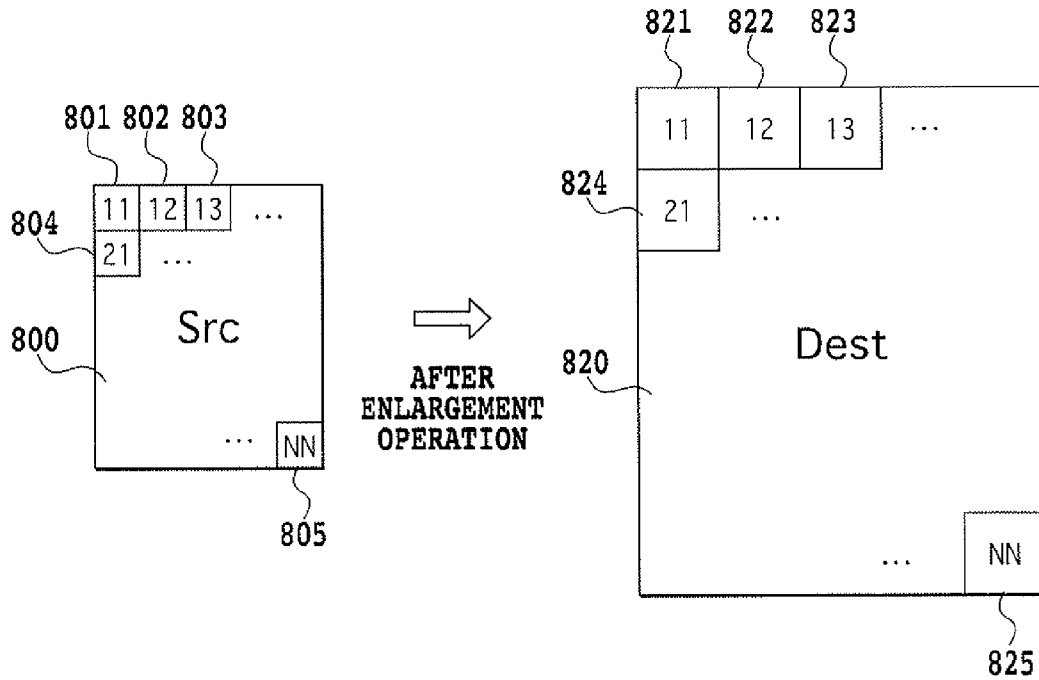 821 822 823
11 12 13 ...
824
21 ...
801 802 803
11 12 13 ...
804
21 ...
Src
800
... NN
805
AFTER
ENLARGEMENT
OPERATION
Dest
820
... NN
825